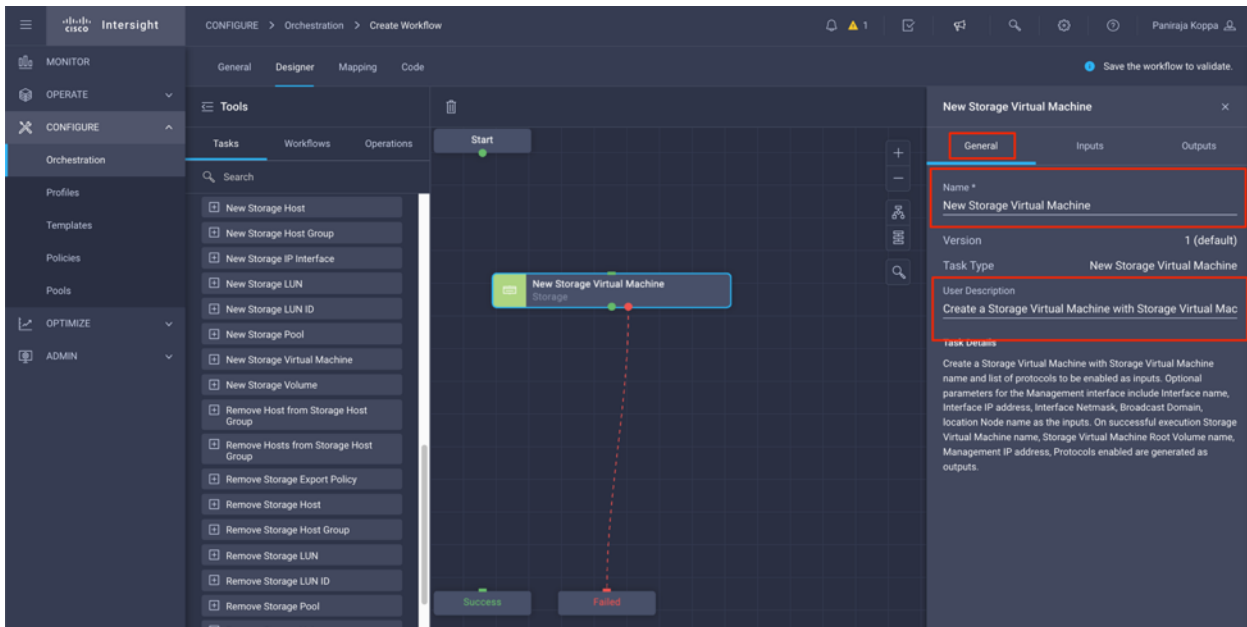 CISCO Intersight
CONFIGURE > Orchestration > Create Workflow
1
Paniraja Koppa
MONITOR
OPERATE
CONFIGURE
Orchestration
Profiles
Templates
Policies
Pools
OPTIMIZE
ADMIN
General Designer Mapping Code
Save the workflow to validate.
Tools
Tasks Workflows Operations
Search
New Storage Host
New Storage Host Group
New Storage IP Interface
New Storage LUN
New Storage LUN ID
New Storage Pool
New Storage Virtual Machine
New Storage Volume
Remove Host from Storage Host
Group
Remove Hosts from Storage Host
Group
Remove Storage Export Policy
Remove Storage Host
Remove Storage Host Group
Remove Storage LUN
Remove Storage LUN ID
Remove Storage Pool
Start
New Storage Virtual Machine
Storage
Success
Failed
New Storage Virtual Machine
General Inputs Outputs
Name *
New Storage Virtual Machine
Version 1 (default)
Task Type New Storage Virtual Machine
User Description
Create a Storage Virtual Machine with Storage Virtual Mac
Task Details
Create a Storage Virtual Machine with Storage Virtual Machine
name and list of protocols to be enabled as inputs. Optional
parameters for the Management interface include Interface name,
Interface IP address, Interface Netmask, Broadcast Domain,
location Node name as the inputs. On successful execution Storage
Virtual Machine name, Storage Virtual Machine Root Volume name,
Management IP address, Protocols enabled are generated as
outputs.